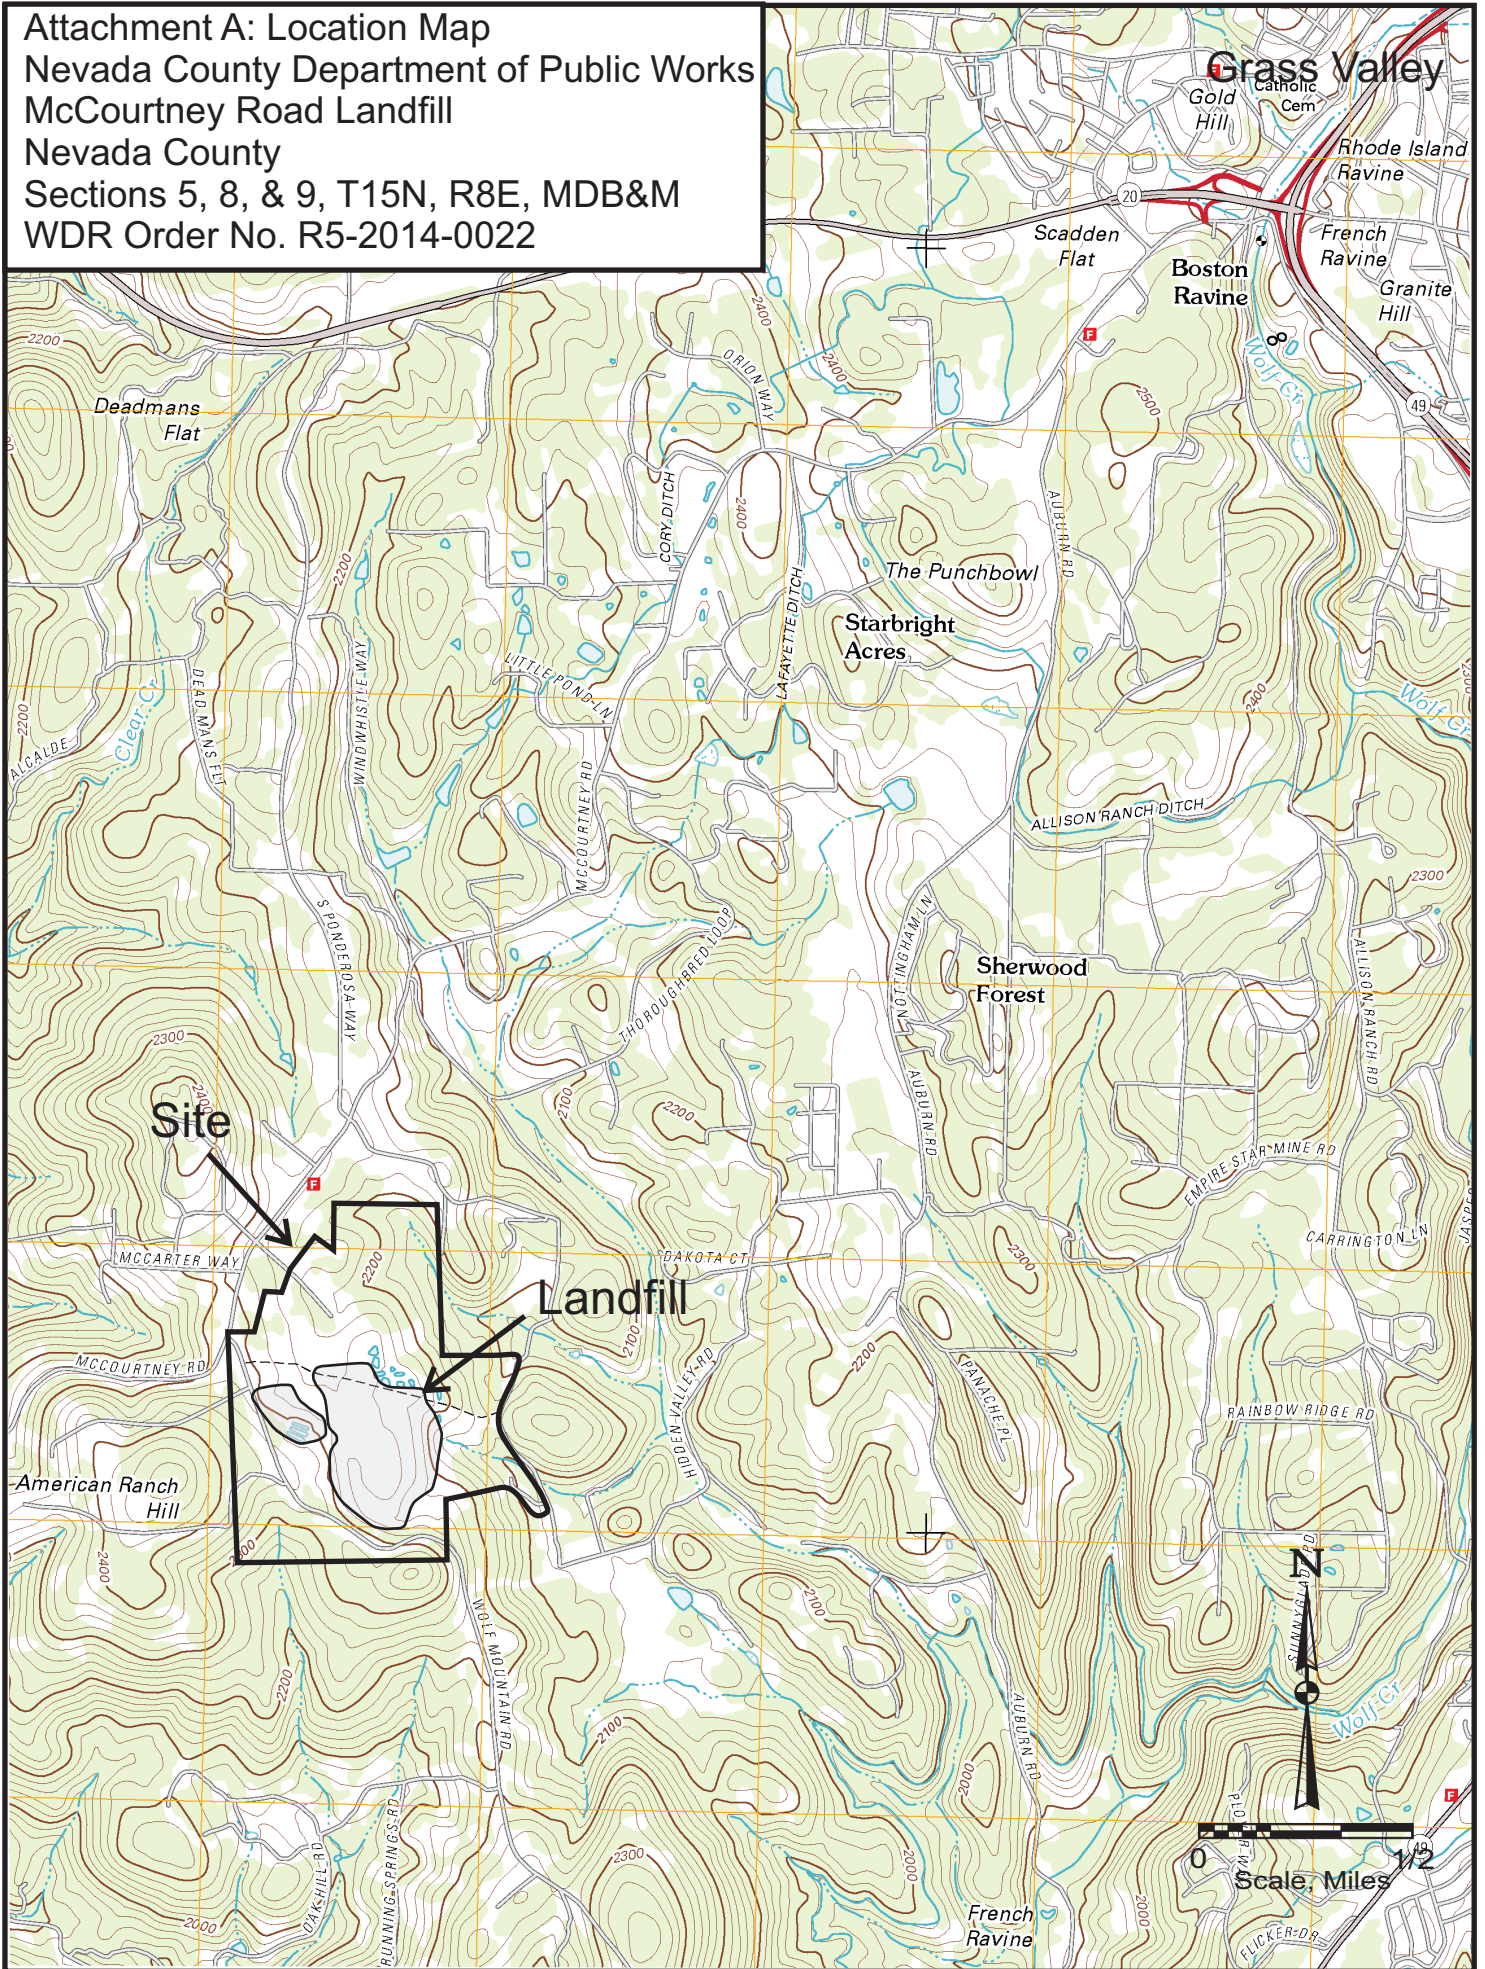 Attachment A: Location Map
Nevada County Department of Public Works
McCourtney Road Landfill
Nevada County
Sections 5, 8, & 9, T15N, R8E, MDB&M
WDR Order No. R5-2014-0022
Grass Valley
Catholic
Cem
Gold
Hill
Rhode Island
Ravine
20
Scadden
Flat
French
Ravine
Boston
Ravine
Granite
Hill
F
2400
2200
F
Wolf Cr
ORION WAY
2400
2500
49
Deadmans
Flat
CORY DITCH
2400
AUBURN RD
2200
The Punchbowl
LAFAYETTE DITCH
Starbright
Acres
LITTLE POND LN
WINDWHISTLE WAY
DEAD MANS FLT
Clear Cr
2200
2400
2300
Wolf Cr
ALCALDE
MCCOURTNEY RD
ALLISON RANCH DITCH
2300
S PONDEROSA WAY
THOROUGHBRED LOOP
NOTTINGHAM LN
Sherwood
Forest
ALLISON RANCH RD
2300
2400
2100
2200
AUBURN RD
Site
F
EMPIRE STAR MINE RD
JASPER
MCCARTER WAY
2200
DAKOTA CT
2300
CARRINGTON LN
Landfill
2100
2200
MCCOURTNEY RD
HIDDEN VALLEY RD
PANACHE PL
RAINBOW RIDGE RD
American Ranch
Hill
2300
2400
N
SUNNYGLADE RD
2100
WOLF MOUNTAIN RD
2200
2100
AUBURN RD
Wolf Cr
2000
F
0
1/2
49
Scale, Miles
OAK HILL RD
RUNNING SPRINGS RD
2300
2000
2000
2000
French
Ravine
FLICKER DR